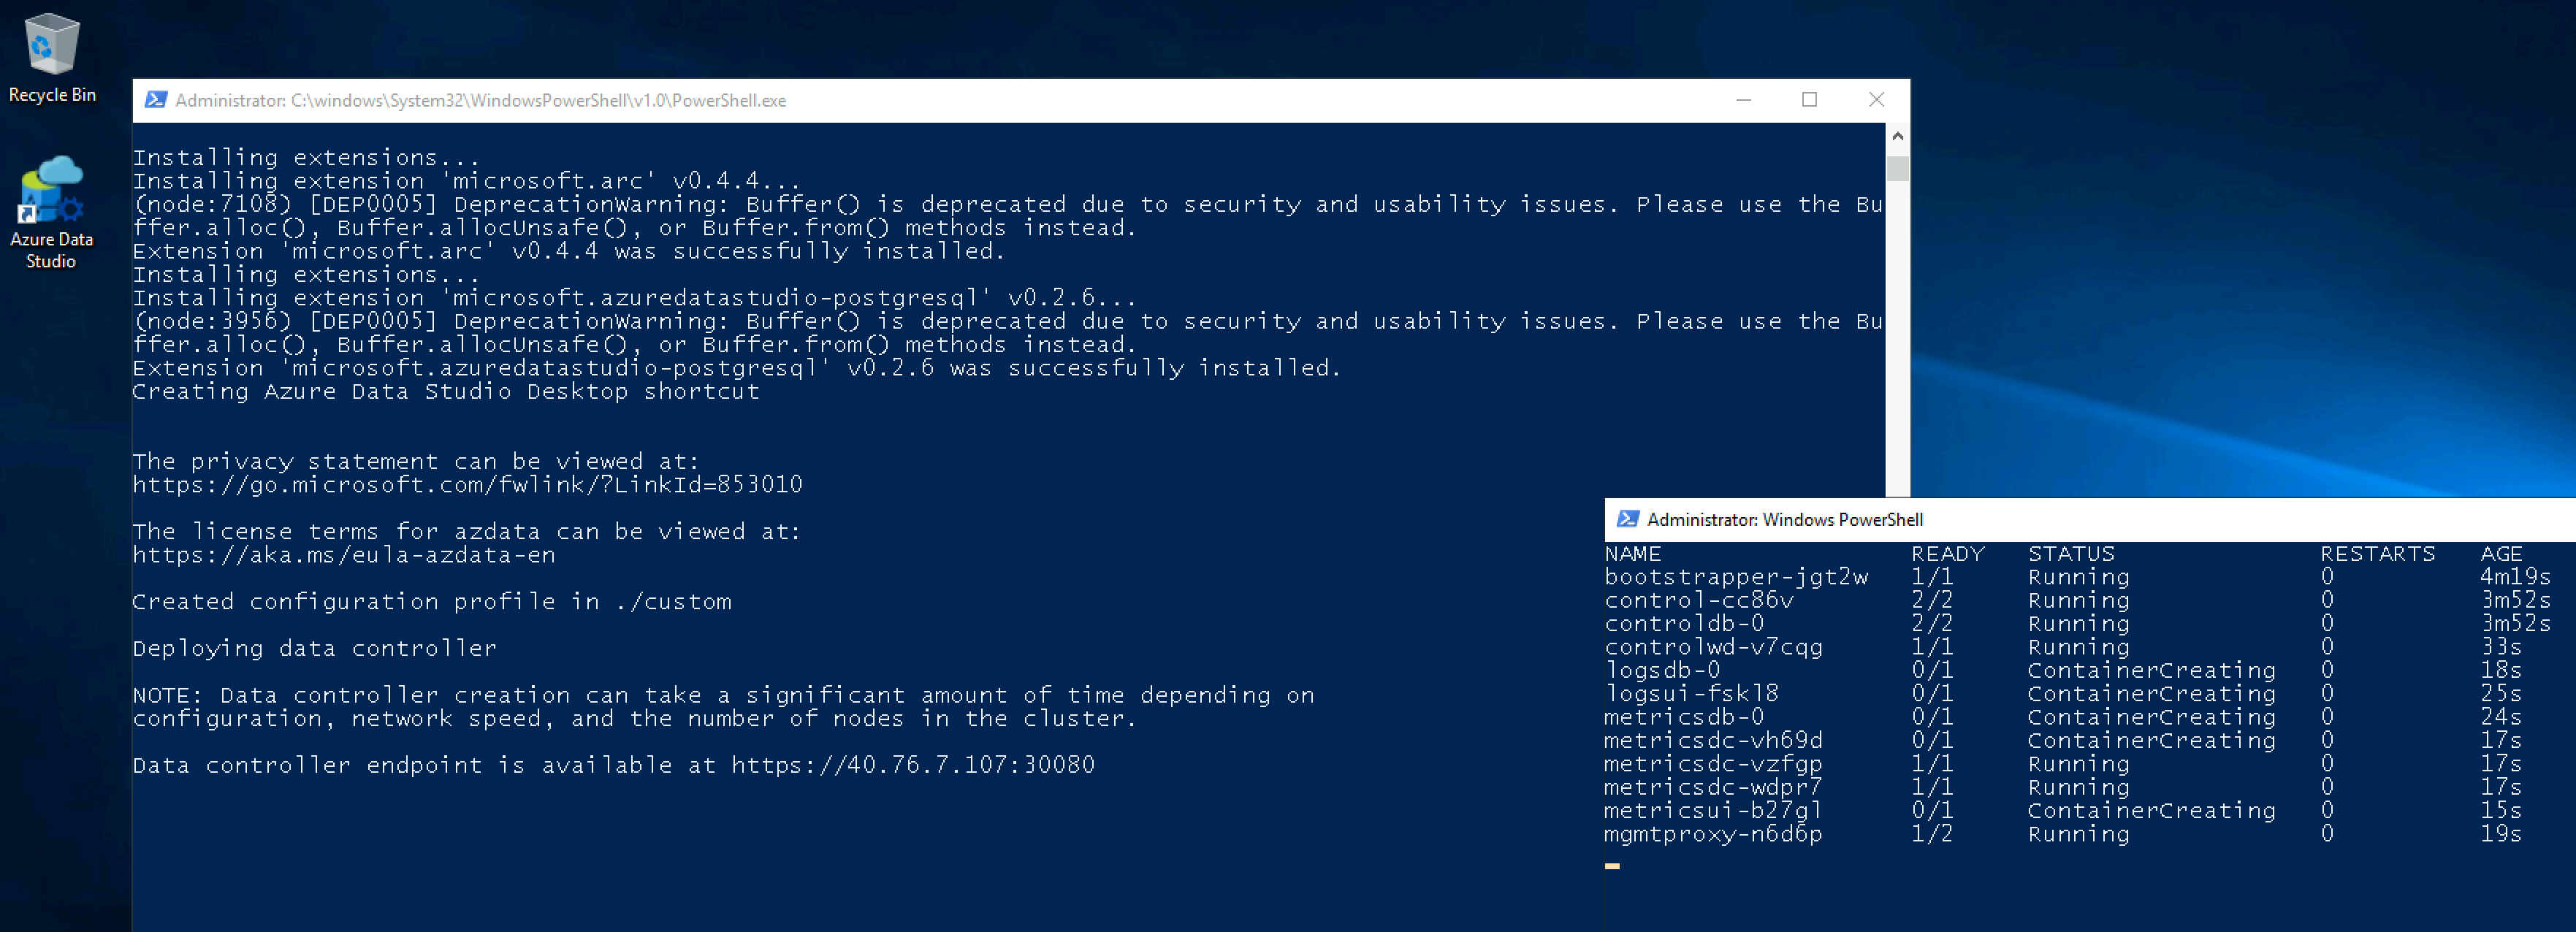 Recycle Bin
Azure Data
Studio
Administrator: C:\windows\System32\WindowsPowerShell\v1.0\PowerShell.exe
Installing extensions...
Installing extension 'microsoft.arc' v0.4.4...
(node:7108) [DEP0005] DeprecationWarning: Buffer() is deprecated due to security and usability issues. Please use the Bu
ffer.alloc(), Buffer.allocUnsafe(), or Buffer.from() methods instead.
Extension 'microsoft.arc' v0.4.4 was successfully installed.
Installing extensions...
Installing extension 'microsoft.azuredatastudio-postgresql' v0.2.6...
(node:3956) [DEP0005] DeprecationWarning: Buffer() is deprecated due to security and usability issues. Please use the Bu
ffer.alloc(), Buffer.allocUnsafe(), or Buffer.from() methods instead.
Extension 'microsoft.azuredatastudio-postgresql' v0.2.6 was successfully installed.
Creating Azure Data Studio Desktop shortcut
The privacy statement can be viewed at:
https://go.microsoft.com/fwlink/?LinkId=853010
The license terms for azdata can be viewed at:
https://aka.ms/eula-azdata-en
Created configuration profile in ./custom
Deploying data controller
NOTE: Data controller creation can take a significant amount of time depending on
configuration, network speed, and the number of nodes in the cluster.
Data controller endpoint is available at https://40.76.7.107:30080
Administrator: Windows PowerShell
NAME READY STATUS RESTARTS AGE
bootstrapper-jgt2w 1/1 Running 0 4m19s
control-cc86v 2/2 Running 0 3m52s
controldb-0 2/2 Running 0 3m52s
controlwd-v7cqg 1/1 Running 0 33s
logsdb-0 0/1 ContainerCreating 0 18s
logsui-fskl8 0/1 ContainerCreating 0 25s
metricsdb-0 0/1 ContainerCreating 0 24s
metricsdc-vh69d 0/1 ContainerCreating 0 17s
metricsdc-vzfgp 1/1 Running 0 17s
metricsdc-wdpr7 1/1 Running 0 17s
metricsui-b27gl 0/1 ContainerCreating 0 15s
mgmtproxy-n6d6p 1/2 Running 0 19s